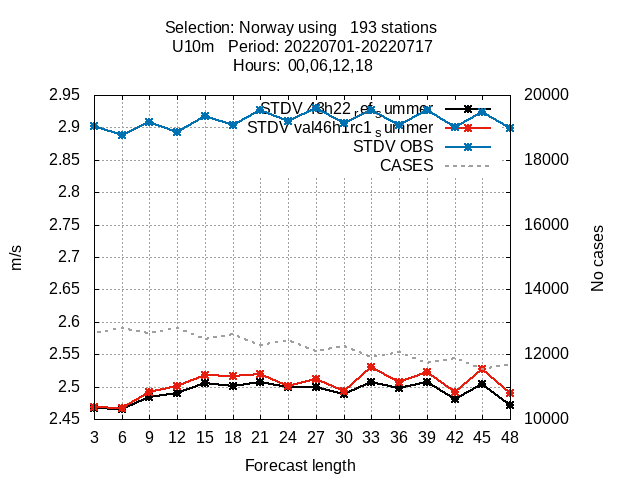 Selection: Norway using 193 stations
U10m Period: 20220701-20220717
Hours: 00,06,12,18
2.95 20000
STDV 43h22_ref_summer
2.9
STDV val46h1rc1_summer
STDV OBS
2.85 18000
CASES
2.8
2.75 16000
2.7
2.65 14000
2.6
2.55 12000
2.5
2.45 10000
3 6 9 12 15 18 21 24 27 30 33 36 39 42 45 48
Forecast length
m/s
No cases